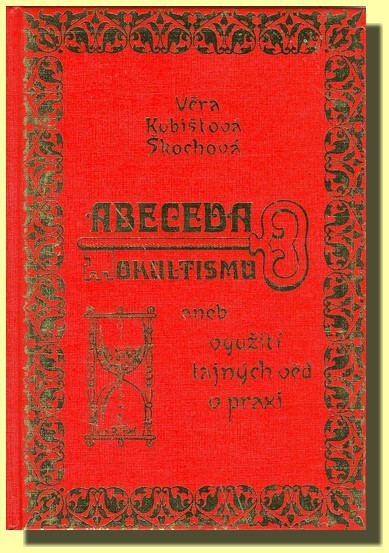 Věra
Kubištová
Škochová
ABECEDA
OKULTISMU
aneb
využití
tajných věd
v praxi